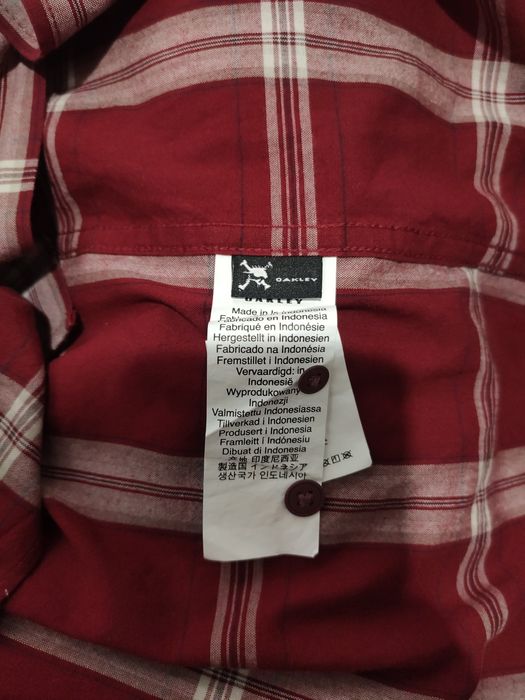 OAKLEY
OAKLEY
Made in Indonesia
Fabricado en Indonesia
Fabriqué en Indonésie
Hergestellt in Indonesien
Fabricado na Indonésia
Fremstillet i Indonesien
Vervaardigd: in
Indonesië
Wyprodukowany
Indonezji
Valmistettu Indonesiassa
Tillverkad i Indonesien
Produsert i Indonesia
Framleitt i Indónesíu
Dibuat di Indonesia
产地 印度尼西亚
製造国 インドネシア
생산국가 인도네시아